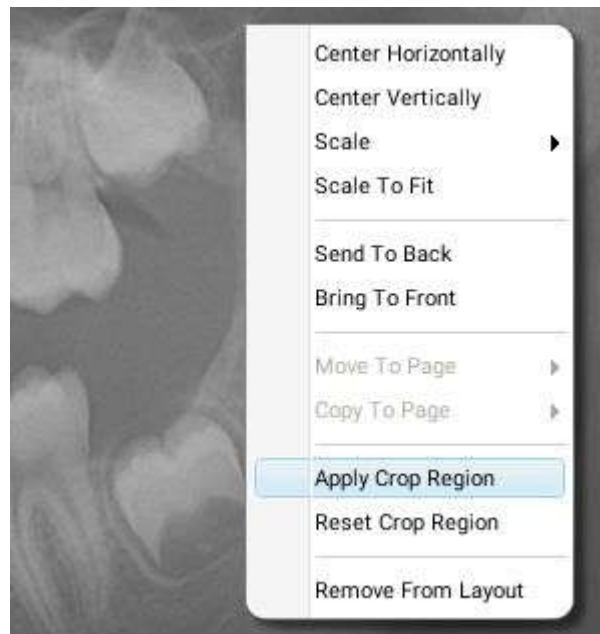 Center Horizontally
Center Vertically
Scale
Scale To Fit
Send To Back
Bring To Front
Move To Page
Copy To Page
Apply Crop Region
Reset Crop Region
Remove From Layout